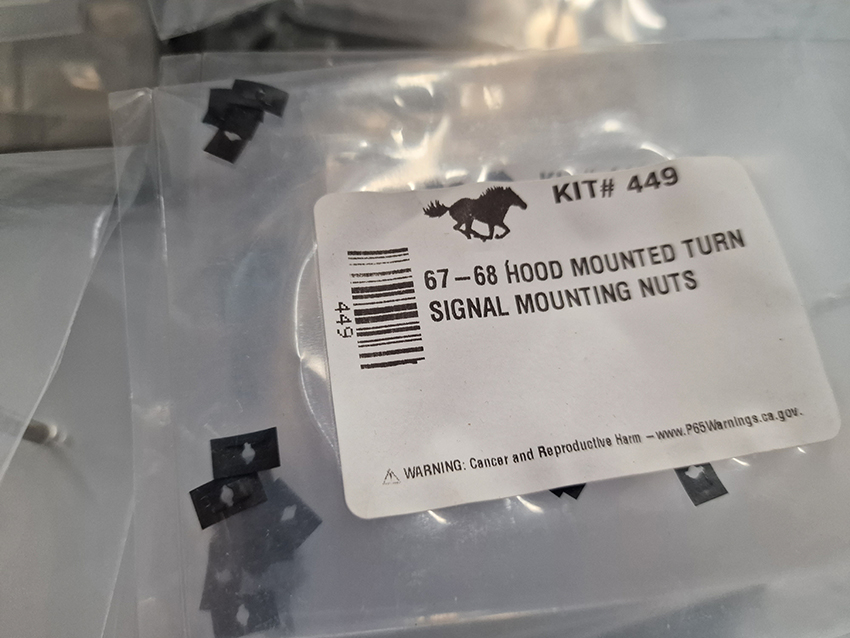 KIT# 449
67-68 HOOD MOUNTED TURN
SIGNAL MOUNTING NUTS
449
⚠ WARNING: Cancer and Reproductive Harm – www.P65Warnings.ca.gov.